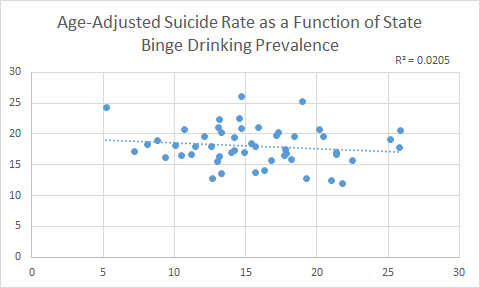 Age-Adjusted Suicide Rate as a Function of State
Binge Drinking Prevalence
R² = 0.0205
30
25
20
15
10
5
0
0 5 10 15 20 25 30